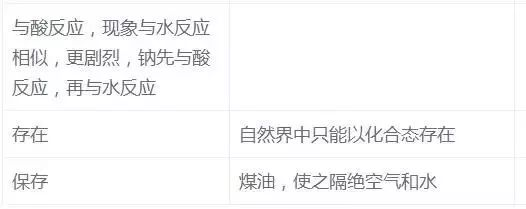 与酸反应，现象与水反应
相似，更剧烈，钠先与酸
反应，再与水反应
存在 自然界中只能以化合态存在
保存 煤油，使之隔绝空气和水